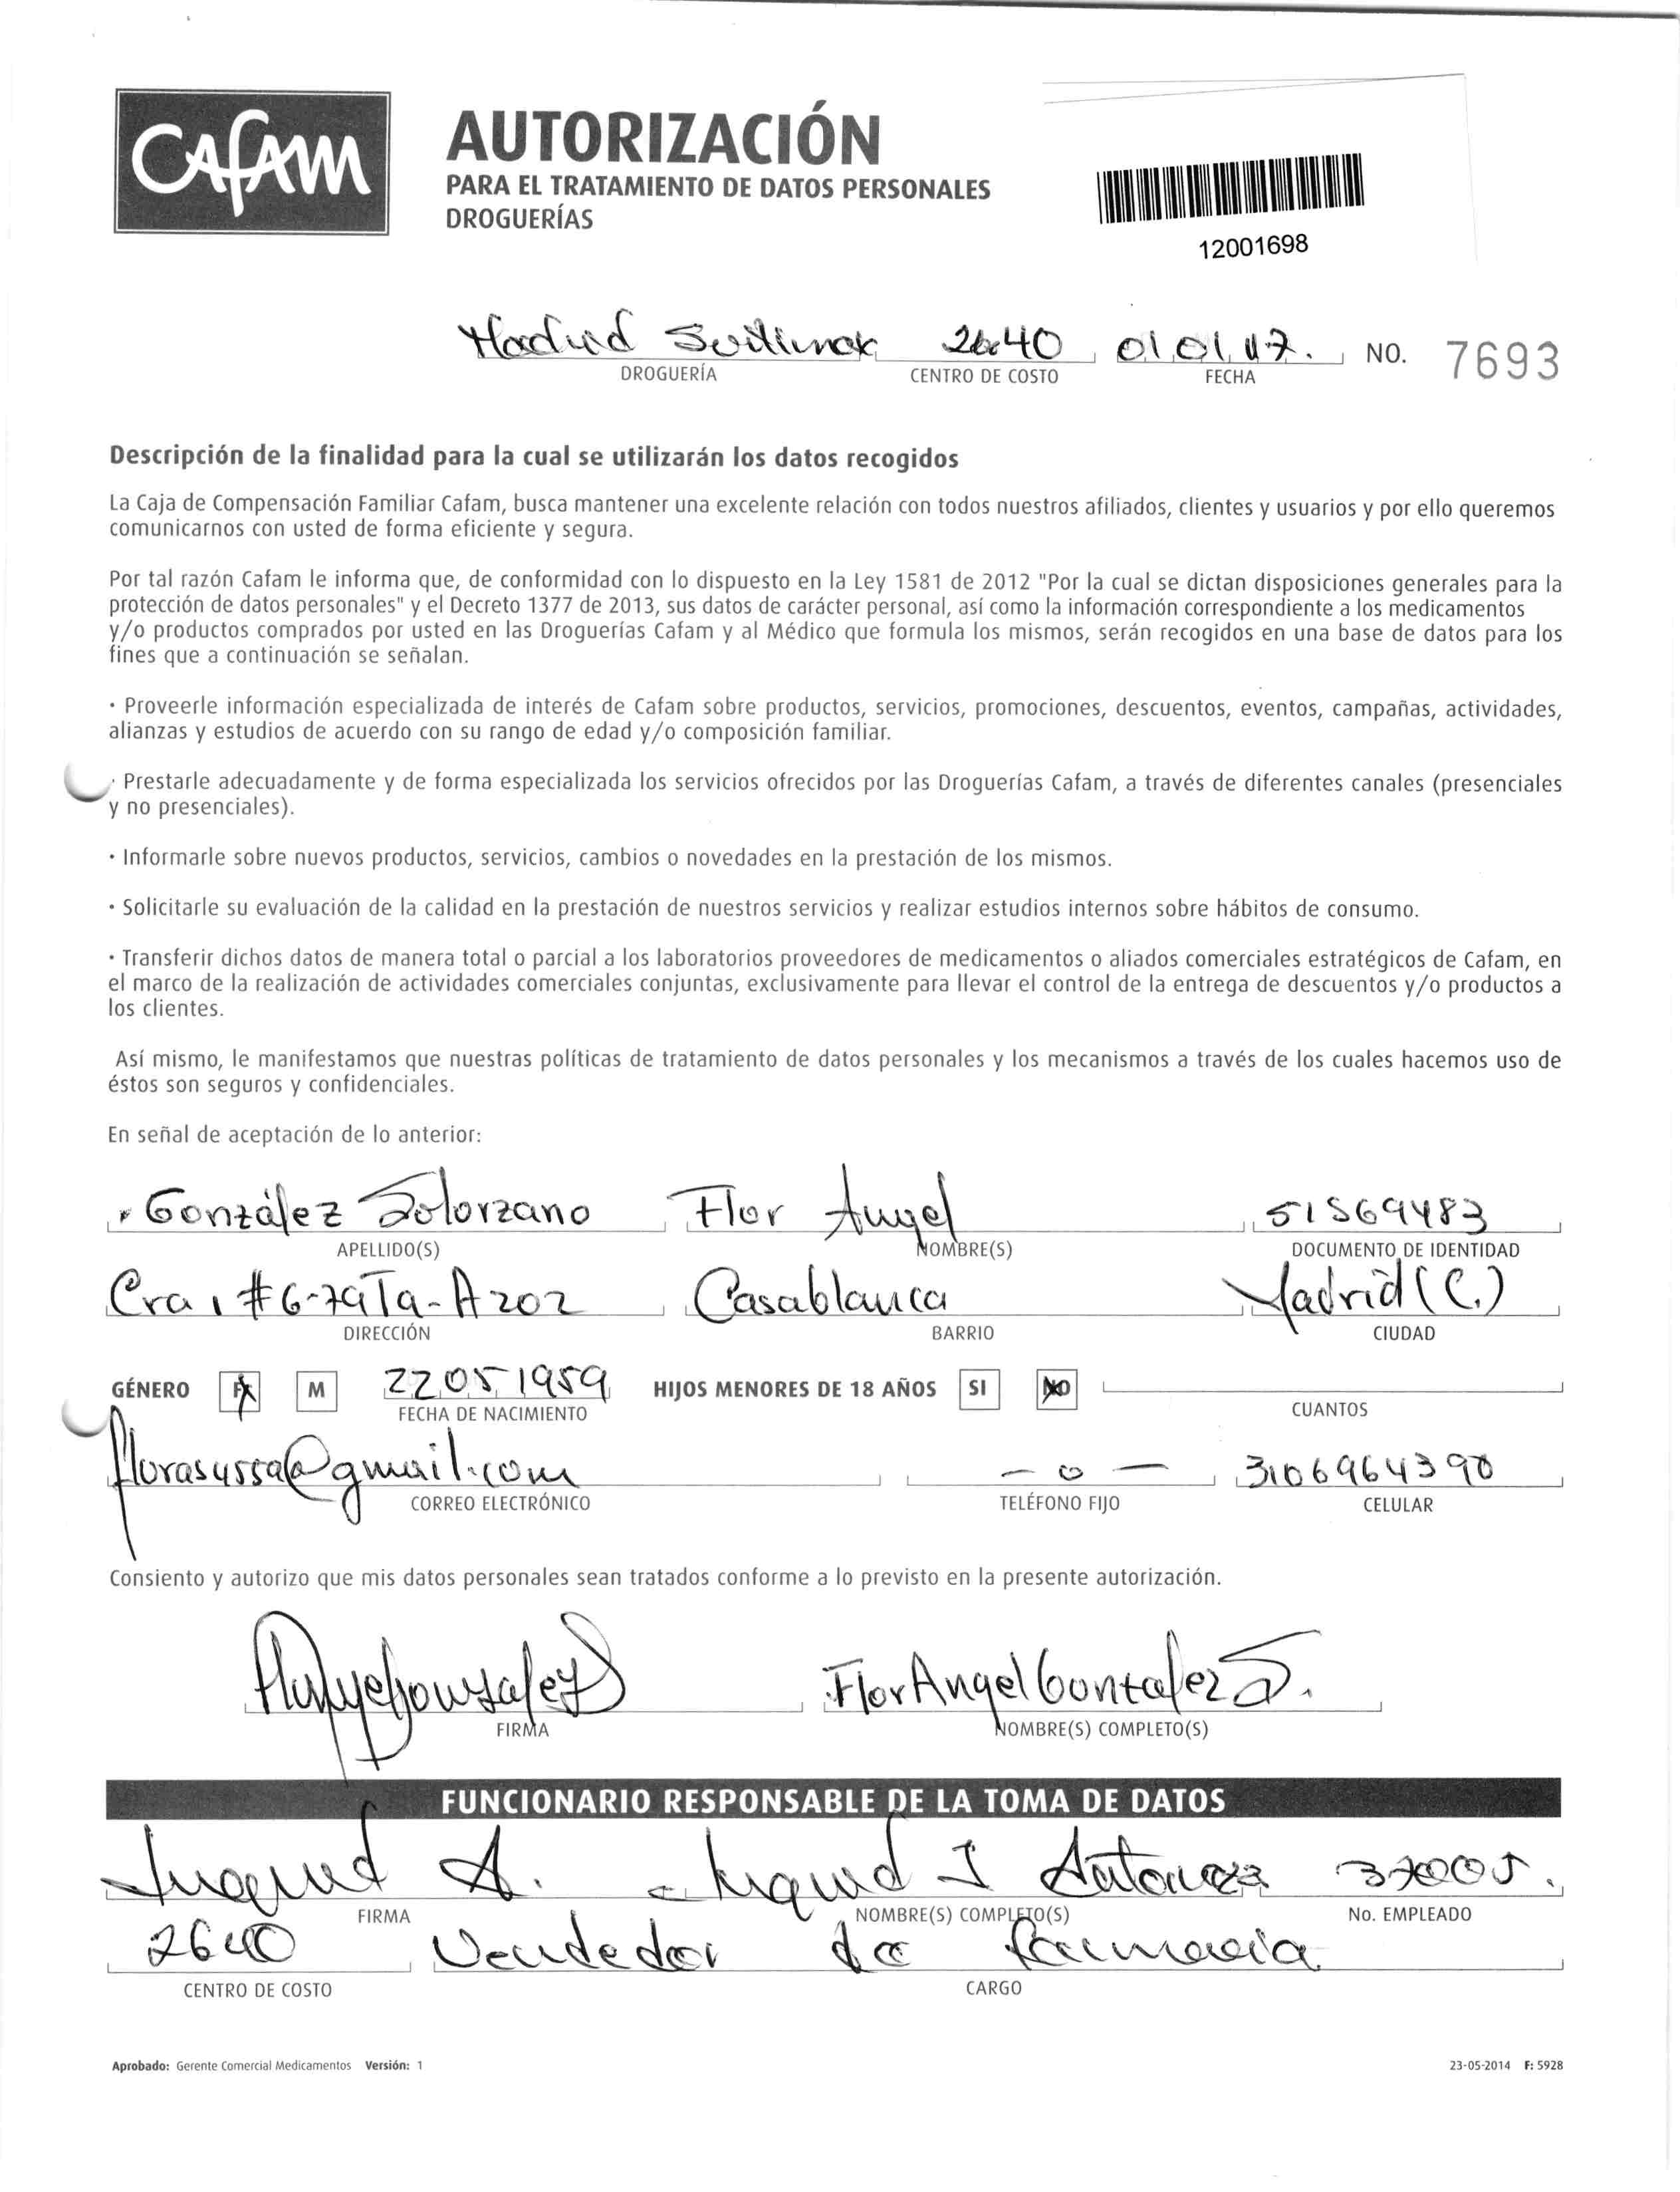 CAFAM
AUTORIZACIÓN
PARA EL TRATAMIENTO DE DATOS PERSONALES
DROGUERÍAS
12001698
Madrid 2640 01 01 17. NO. 7693
DROGUERÍA CENTRO DE COSTO FECHA
Descripción de la finalidad para la cual se utilizarán los datos recogidos
La Caja de Compensación Familiar Cafam, busca mantener una excelente relación con todos nuestros afiliados, clientes y usuarios y por ello queremos
comunicarnos con usted de forma eficiente y segura.
Por tal razón Cafam le informa que, de conformidad con lo dispuesto en la Ley 1581 de 2012 "Por la cual se dictan disposiciones generales para la
protección de datos personales" y el Decreto 1377 de 2013, sus datos de carácter personal, así como la información correspondiente a los medicamentos
y/o productos comprados por usted en las Droguerías Cafam y al Médico que formula los mismos, serán recogidos en una base de datos para los
fines que a continuación se señalan.
· Proveerle información especializada de interés de Cafam sobre productos, servicios, promociones, descuentos, eventos, campañas, actividades,
alianzas y estudios de acuerdo con su rango de edad y/o composición familiar.
· Prestarle adecuadamente y de forma especializada los servicios ofrecidos por las Droguerías Cafam, a través de diferentes canales (presenciales
y no presenciales).
· Informarle sobre nuevos productos, servicios, cambios o novedades en la prestación de los mismos.
· Solicitarle su evaluación de la calidad en la prestación de nuestros servicios y realizar estudios internos sobre hábitos de consumo.
· Transferir dichos datos de manera total o parcial a los laboratorios proveedores de medicamentos o aliados comerciales estratégicos de Cafam, en
el marco de la realización de actividades comerciales conjuntas, exclusivamente para llevar el control de la entrega de descuentos y/o productos a
los clientes.
Así mismo, le manifestamos que nuestras políticas de tratamiento de datos personales y los mecanismos a través de los cuales hacemos uso de
éstos son seguros y confidenciales.
En señal de aceptación de lo anterior:
González Solorzano Flor Angel 51569483
APELLIDO(S) NOMBRE(S) DOCUMENTO DE IDENTIDAD
Cra 1 #6-79 Ta-A202 Casablanca Madrid (C.)
DIRECCIÓN BARRIO CIUDAD
GÉNERO F M 22 05 1959 HIJOS MENORES DE 18 AÑOS SI NO
FECHA DE NACIMIENTO CUANTOS
@gmail.com - 0 - 3106964390
CORREO ELECTRÓNICO TELÉFONO FIJO CELULAR
Consiento y autorizo que mis datos personales sean tratados conforme a lo previsto en la presente autorización.
Flor Angel Gonzalez S.
FIRMA NOMBRE(S) COMPLETO(S)
FUNCIONARIO RESPONSABLE DE LA TOMA DE DATOS
Ingrid A. Ingrid J 37005.
FIRMA NOMBRE(S) COMPLETO(S) No. EMPLEADO
2640 Vendedor de farmacia
CENTRO DE COSTO CARGO
Aprobado: Gerente Comercial Medicamentos Versión: 1 23-05-2014 F: 5928